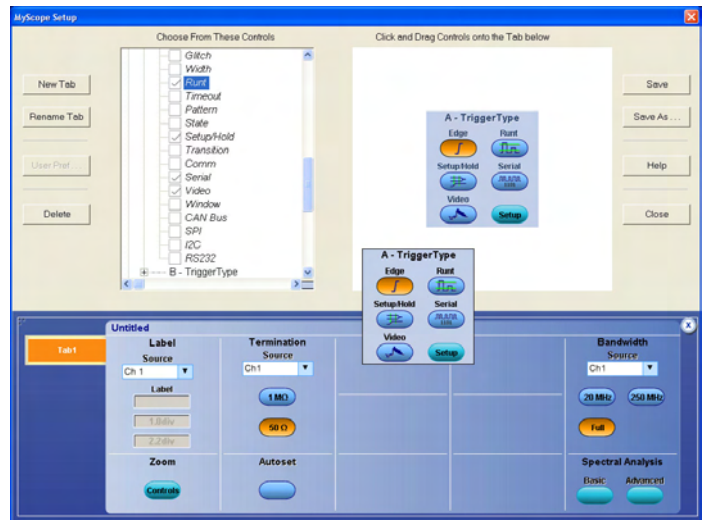 MyScope Setup
Choose From These Controls
Click and Drag Controls onto the Tab below
New Tab
Rename Tab
User Pref ...
Delete
Glitch
Width
Runt
Timeout
Pattern
State
Setup/Hold
Transition
Comm
Serial
Video
Window
CAN Bus
SPI
I2C
RS232
B - TriggerType
A - TriggerType
Edge Runt
Setup/Hold Serial
Video
Setup
Save
Save As ...
Help
Close
A - TriggerType
Edge Runt
Setup/Hold Serial
Video
Setup
Tab1
Untitled
X
Label
Source
Ch 1
Label
1.8div
2.2div
Termination
Source
Ch1
1 MΩ
50 Ω
Bandwidth
Source
Ch1
20 MHz 250 MHz
Full
Zoom
Controls
Autoset
Spectral Analysis
Basic Advanced